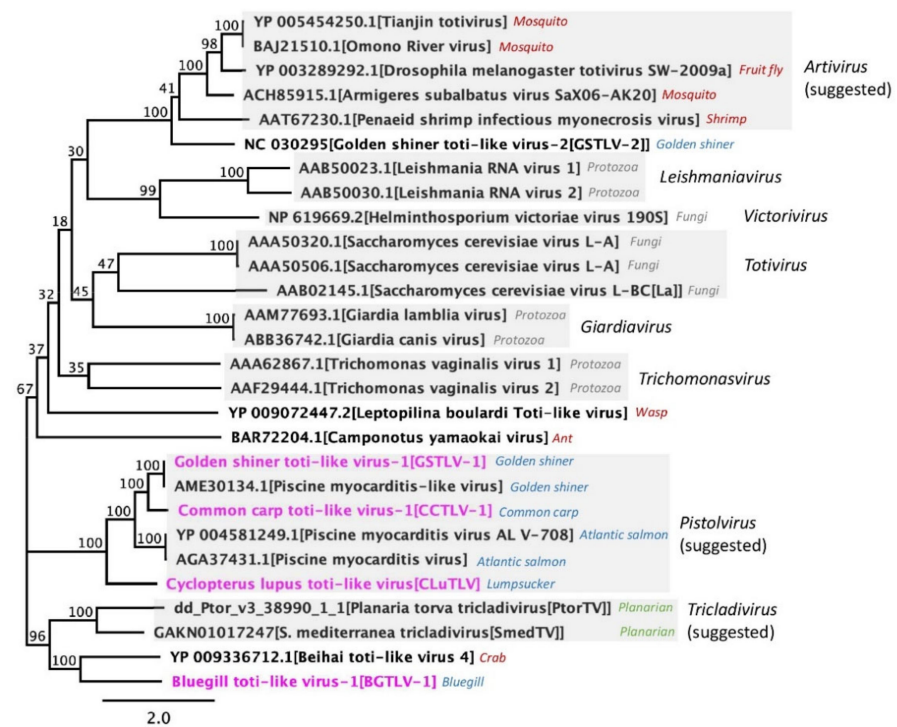 100 YP 005454250.1[Tianjin totivirus] Mosquito
98 BAJ21510.1[Omono River virus] Mosquito
100 YP 003289292.1[Drosophila melanogaster totivirus SW-2009a] Fruit fly Artivirus
41 ACH85915.1[Armigeres subalbatus virus SaX06-AK20] Mosquito (suggested)
100 AAT67230.1[Penaeid shrimp infectious myonecrosis virus] Shrimp
NC 030295[Golden shiner toti-like virus-2[GSTLV-2]] Golden shiner
30 100 AAB50023.1[Leishmania RNA virus 1] Protozoa Leishmaniavirus
99 AAB50030.1[Leishmania RNA virus 2] Protozoa
NP 619669.2[Helminthosporium victoriae virus 190S] Fungi Victorivirus
18 100 AAA50320.1[Saccharomyces cerevisiae virus L-A] Fungi
47 AAA50506.1[Saccharomyces cerevisiae virus L-A] Fungi Totivirus
32 45 AAB02145.1[Saccharomyces cerevisiae virus L-BC[La]] Fungi
100 AAM77693.1[Giardia lamblia virus] Protozoa Giardiavirus
ABB36742.1[Giardia canis virus] Protozoa
37 35 AAA62867.1[Trichomonas vaginalis virus 1] Protozoa Trichomonasvirus
AAF29444.1[Trichomonas vaginalis virus 2] Protozoa
67 YP 009072447.2[Leptopilina boulardi Toti-like virus] Wasp
BAR72204.1[Camponotus yamaokai virus] Ant
100 Golden shiner toti-like virus-1[GSTLV-1] Golden shiner
100 AME30134.1[Piscine myocarditis-like virus] Golden shiner
100 Common carp toti-like virus-1[CCTLV-1] Common carp Pistolvirus
100 100 YP 004581249.1[Piscine myocarditis virus AL V-708] Atlantic salmon (suggested)
AGA37431.1[Piscine myocarditis virus] Atlantic salmon
Cyclopterus lupus toti-like virus[CLuTLV] Lumpsucker
100 dd_Ptor_v3_38990_1_1[Planaria torva tricladivirus[PtorTV]] Planarian Tricladivirus
96 GAKN01017247[S. mediterranea tricladivirus[SmedTV]] Planarian (suggested)
100 YP 009336712.1[Beihai toti-like virus 4] Crab
Bluegill toti-like virus-1[BGTLV-1] Bluegill
2.0